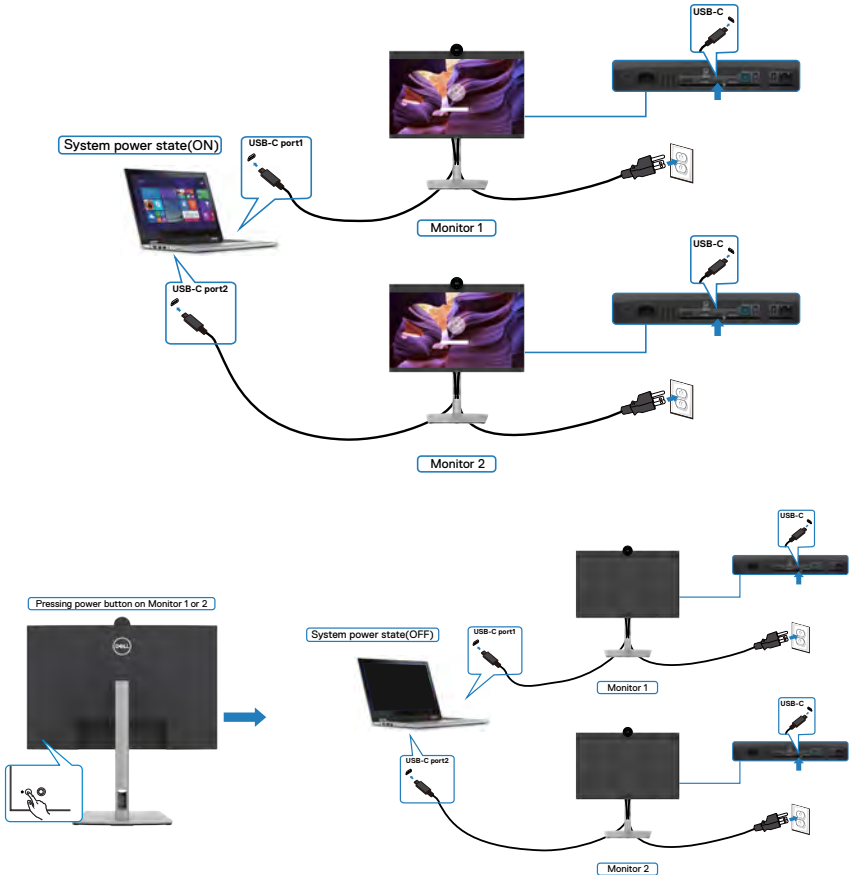 USB-C
System power state(ON)
USB-C port1
Monitor 1
USB-C
USB-C port2
Monitor 2
USB-C
Pressing power button on Monitor 1 or 2
DELL
System power state(OFF)
USB-C port1
Monitor 1
USB-C
USB-C port2
Monitor 2